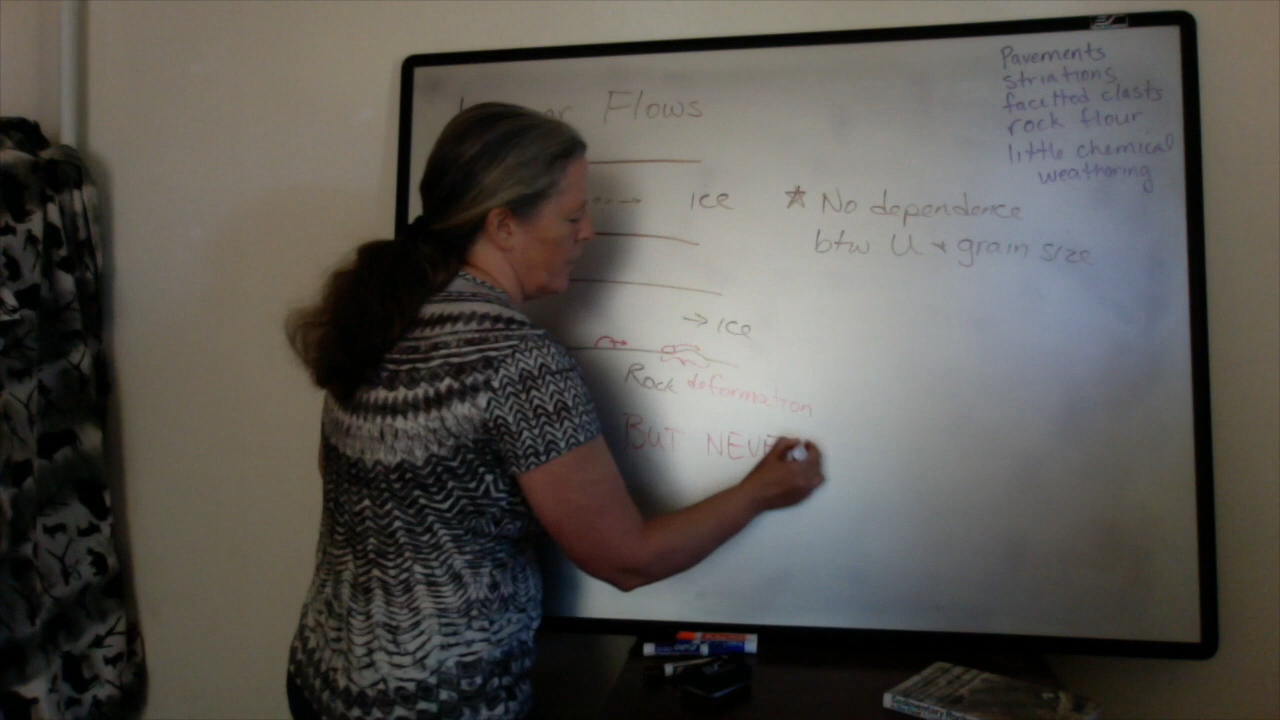 Flows
Ice
→ Ice
Rock deformation
BUT NEVE
* No dependence
btw U + grain size
Pavements
striations
facetted clasts
rock flour
little chemical
weathering